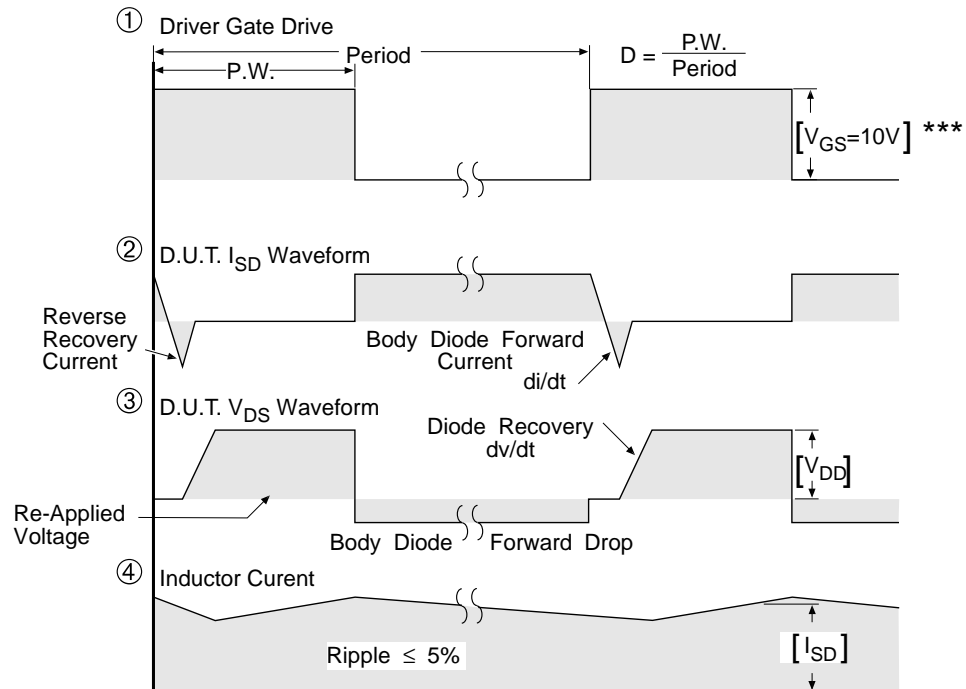 ① Driver Gate Drive
Period
P.W.
D = P.W.
Period
[VGS=10V] ***
② D.U.T. ISD Waveform
Reverse
Recovery
Current
Body Diode Forward
Current
di/dt
③ D.U.T. VDS Waveform
Diode Recovery
dv/dt
[VDD]
Re-Applied
Voltage
Body Diode Forward Drop
④ Inductor Curent
Ripple ≤ 5%
[ISD]